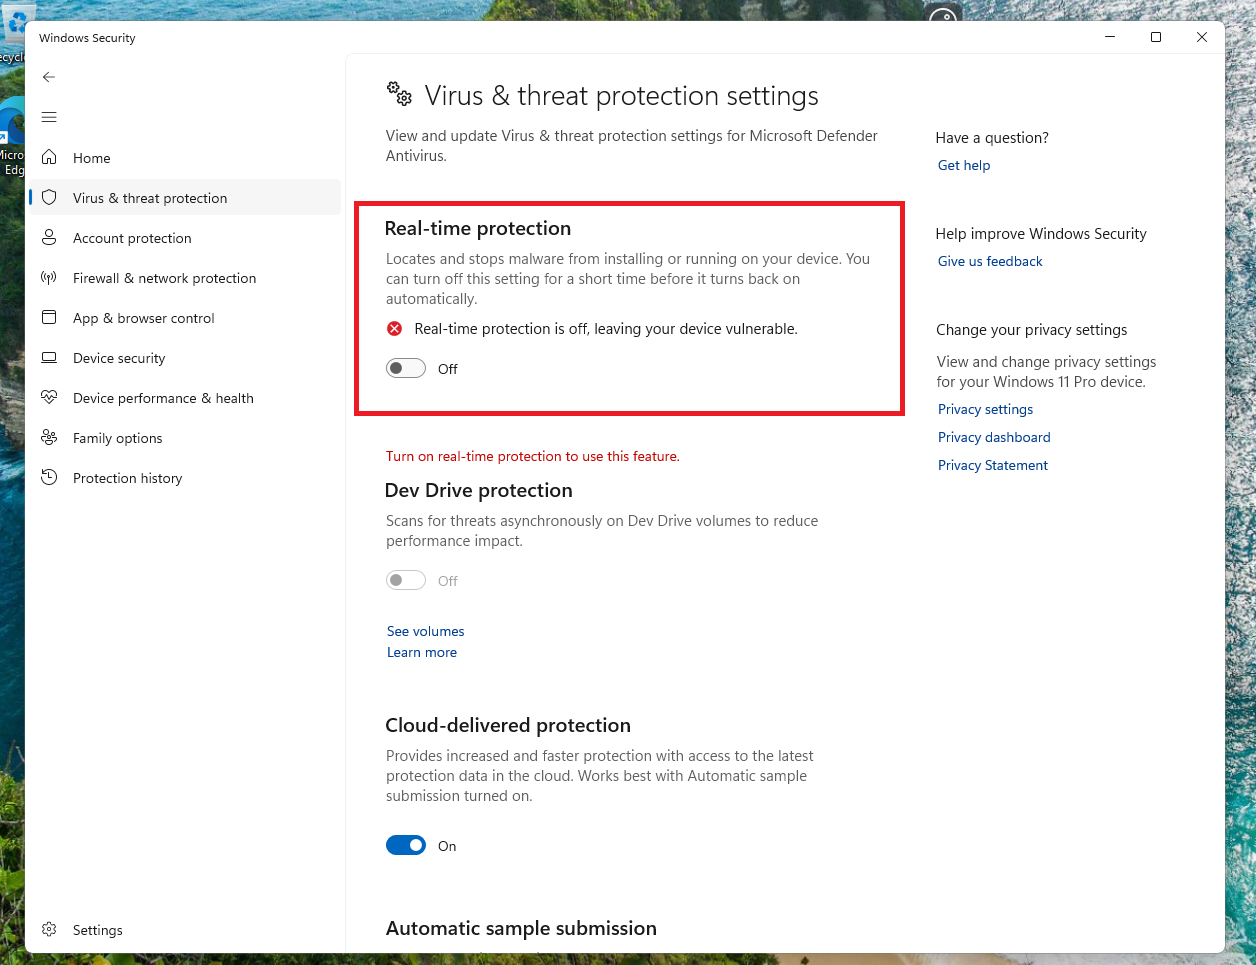 Windows Security
Home
Virus & threat protection
Account protection
Firewall & network protection
App & browser control
Device security
Device performance & health
Family options
Protection history
Settings
Virus & threat protection settings
View and update Virus & threat protection settings for Microsoft Defender
Antivirus.
Real-time protection
Locates and stops malware from installing or running on your device. You
can turn off this setting for a short time before it turns back on
automatically.
Real-time protection is off, leaving your device vulnerable.
Off
Turn on real-time protection to use this feature.
Dev Drive protection
Scans for threats asynchronously on Dev Drive volumes to reduce
performance impact.
Off
See volumes
Learn more
Cloud-delivered protection
Provides increased and faster protection with access to the latest
protection data in the cloud. Works best with Automatic sample
submission turned on.
On
Automatic sample submission
Have a question?
Get help
Help improve Windows Security
Give us feedback
Change your privacy settings
View and change privacy settings
for your Windows 11 Pro device.
Privacy settings
Privacy dashboard
Privacy Statement